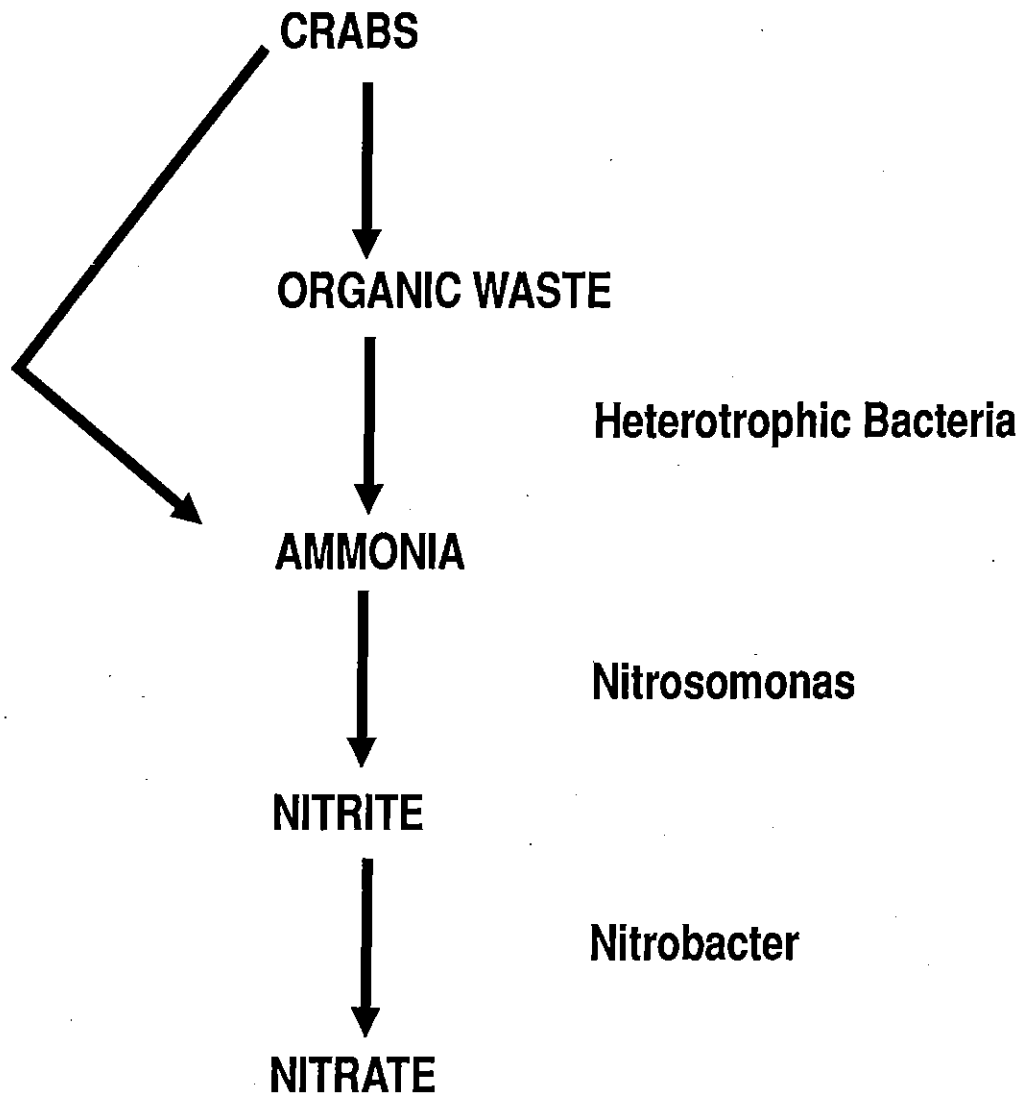 CRABS
ORGANIC WASTE
Heterotrophic Bacteria
AMMONIA
Nitrosomonas
NITRITE
Nitrobacter
NITRATE